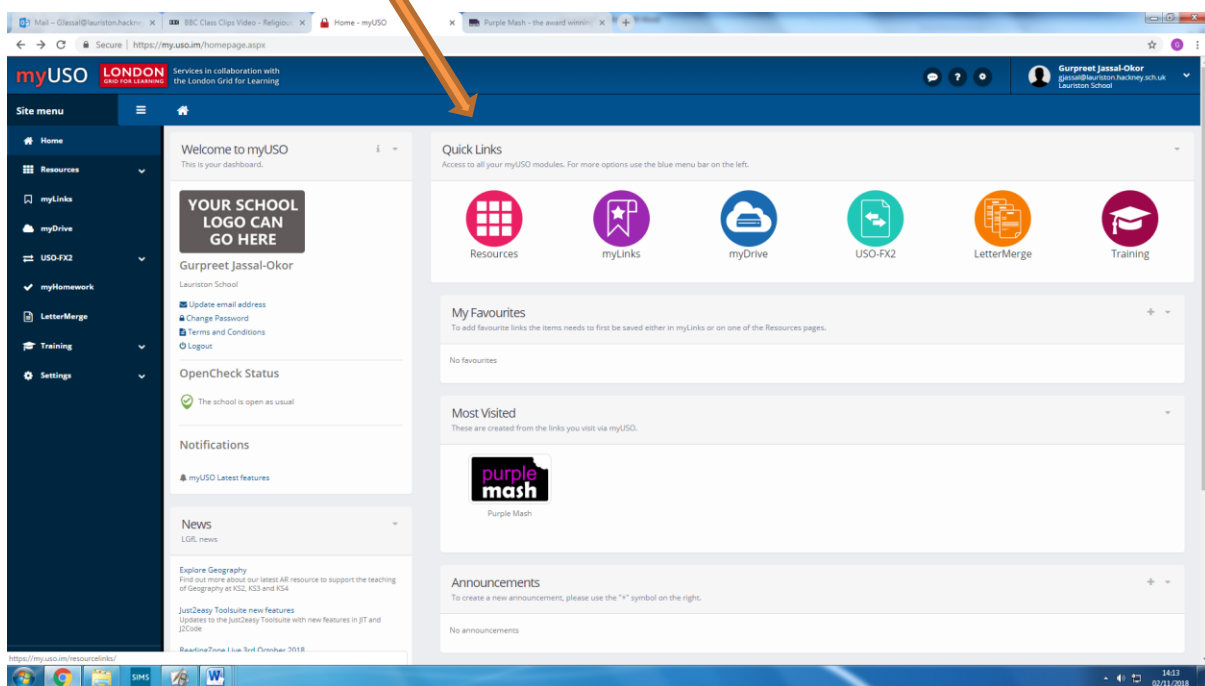 Mail – GJassal@lauriston.hackne
BBC Class Clips Video - Religiou
Home - myUSO
Purple Mash - the award winnin
Secure | https://my.uso.im/homepage.aspx
G
myUSO
LONDON
GRID FOR LEARNING
Services in collaboration with
the London Grid for Learning
Gurpreet Jassal-Okor
gjassal@lauriston.hackney.sch.uk
Lauriston School
Site menu
Home
Resources
myLinks
myDrive
USO-FX2
myHomework
LetterMerge
Training
Settings
Welcome to myUSO
This is your dashboard.
YOUR SCHOOL
LOGO CAN
GO HERE
Gurpreet Jassal-Okor
Lauriston School
Update email address
Change Password
Terms and Conditions
Logout
OpenCheck Status
The school is open as usual
Notifications
myUSO Latest features
News
LGfL news
Explore Geography
Find out more about our latest AR resource to support the teaching
of Geography at KS2, KS3 and KS4
Just2easy Toolsuite new features
Updates to the Just2easy Toolsuite with new features in JIT and
J2Code
ReadingZone Live 3rd October 2018
Quick Links
Access to all your myUSO modules. For more options use the blue menu bar on the left.
Resources
myLinks
myDrive
USO-FX2
LetterMerge
Training
My Favourites
To add favourite links the items needs to first be saved either in myLinks or on one of the Resources pages.
No favourites
Most Visited
These are created from the links you visit via myUSO.
purple
mash
Purple Mash
Announcements
To create a new announcement, please use the "+" symbol on the right.
No announcements
https://my.uso.im/resourcelinks/
SIMS
W
14:13
02/11/2018